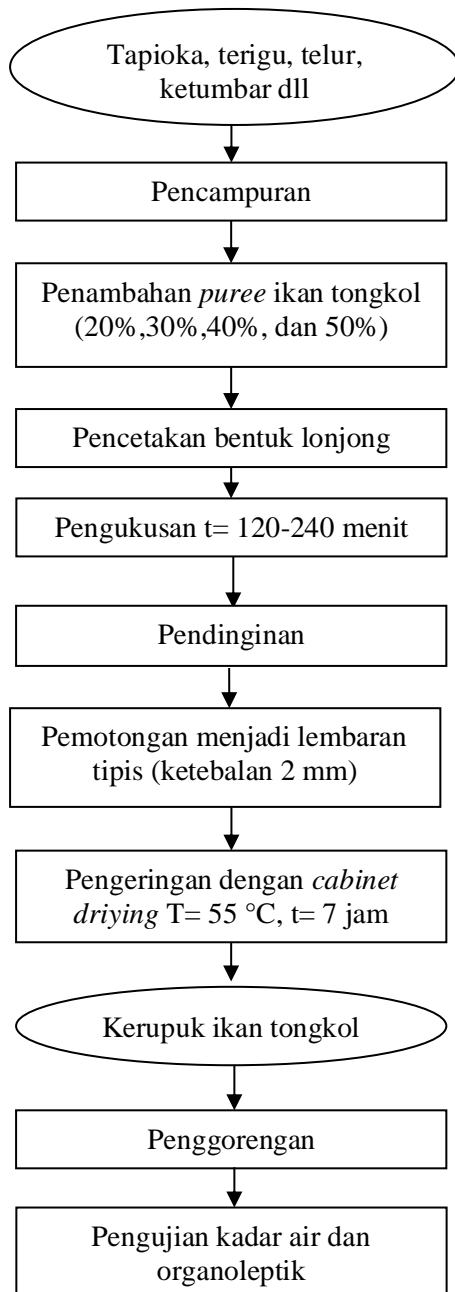 Tapioka, terigu, telur,
ketumbar dll
Pencampuran
Penambahan puree ikan tongkol
(20%,30%,40%, dan 50%)
Pencetakan bentuk lonjong
Pengukusan t= 120-240 menit
Pendinginan
Pemotongan menjadi lembaran
tipis (ketebalan 2 mm)
Pengeringan dengan cabinet
driying T= 55 °C, t= 7 jam
Kerupuk ikan tongkol
Penggorengan
Pengujian kadar air dan
organoleptik